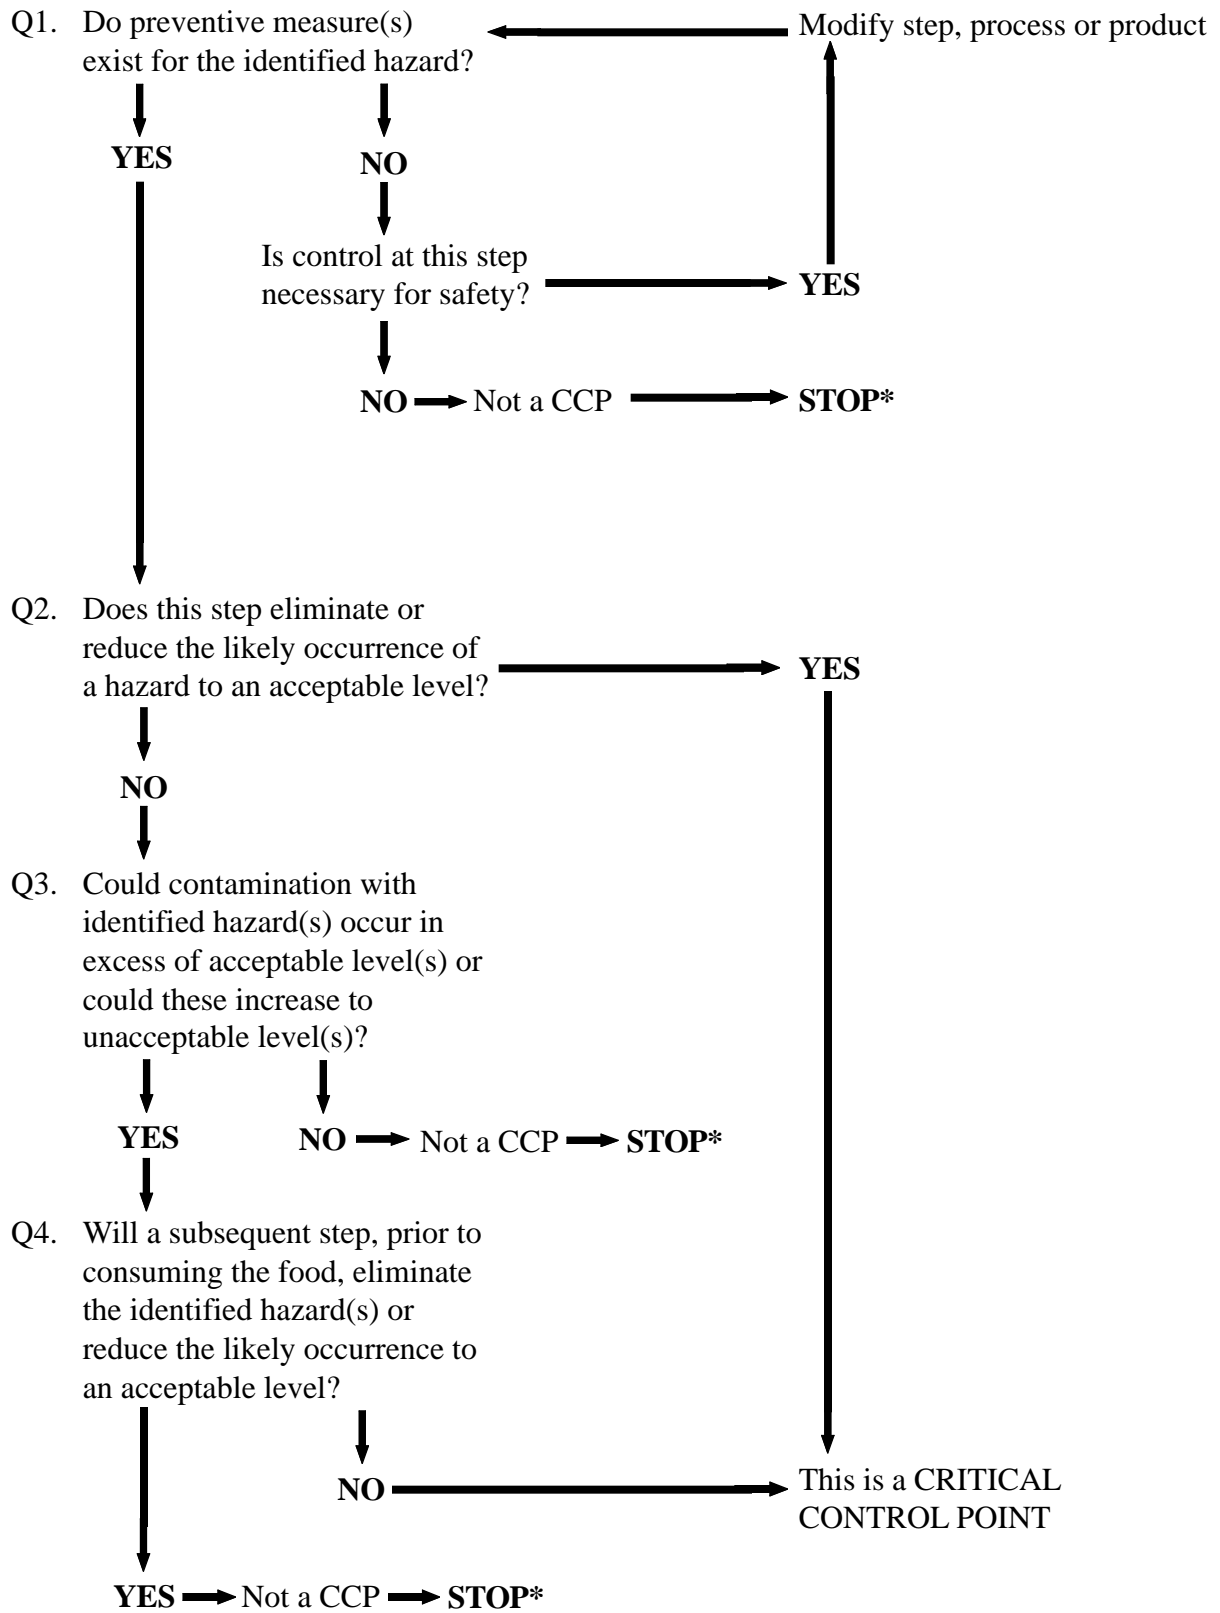 Q1. Do preventive measure(s)
exist for the identified hazard?
Modify step, process or product
YES
NO
Is control at this step
necessary for safety?
YES
NO
Not a CCP
STOP*
Q2. Does this step eliminate or
reduce the likely occurrence of
a hazard to an acceptable level?
YES
NO
Q3. Could contamination with
identified hazard(s) occur in
excess of acceptable level(s) or
could these increase to
unacceptable level(s)?
YES
NO
Not a CCP
STOP*
Q4. Will a subsequent step, prior to
consuming the food, eliminate
the identified hazard(s) or
reduce the likely occurrence to
an acceptable level?
NO
This is a CRITICAL
CONTROL POINT
YES
Not a CCP
STOP*